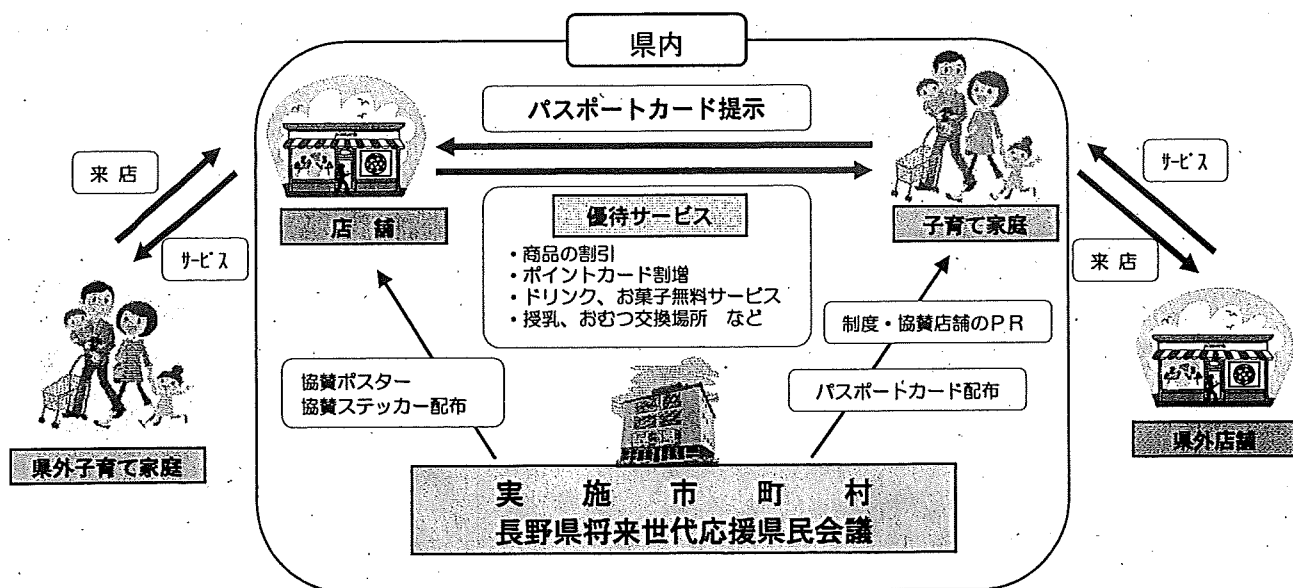 県内
パスポートカード提示
来 店
サービス
店 舗
優待サービス
・商品の割引
・ポイントカード割増
・ドリンク、お菓子無料サービス
・授乳、おむつ交換場所 など
子育て家庭
サービス
来 店
協賛ポスター
協賛ステッカー配布
制度・協賛店舗のPR
パスポートカード配布
県外子育て家庭
県外店舗
実 施 市 町 村
長野県将来世代応援県民会議